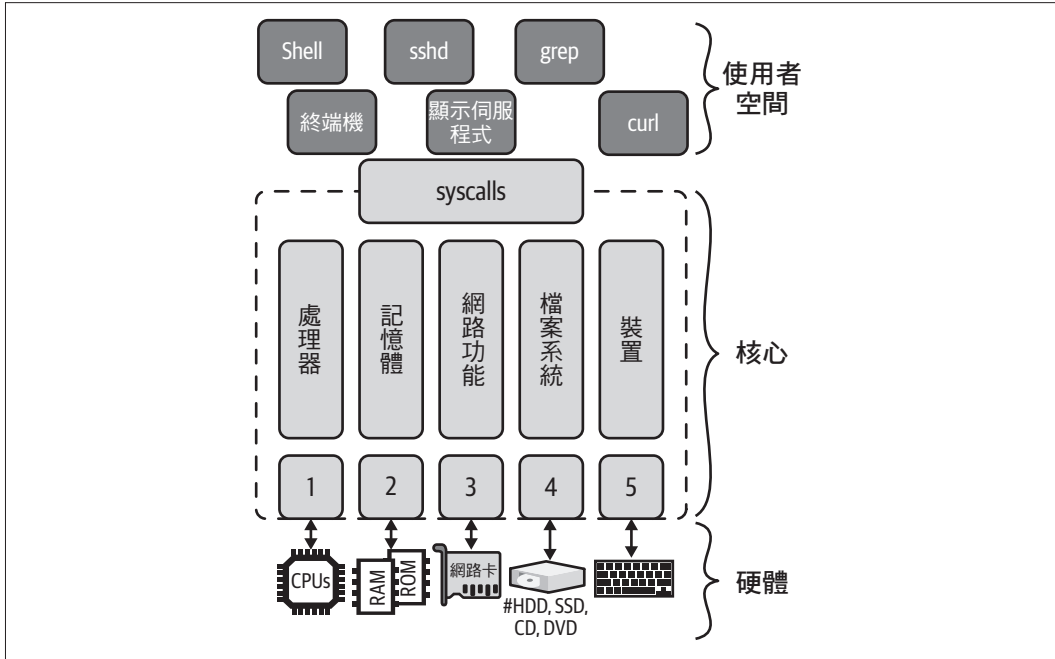 Shell
sshd
grep
使用者
空間
終端機
顯示伺服
程式
curl
syscalls
處理器
記憶體
網路功能
檔案系統
裝置
核心
1
2
3
4
5
CPUs
RAM
ROM
網路卡
#HDD, SSD,
CD, DVD
硬體